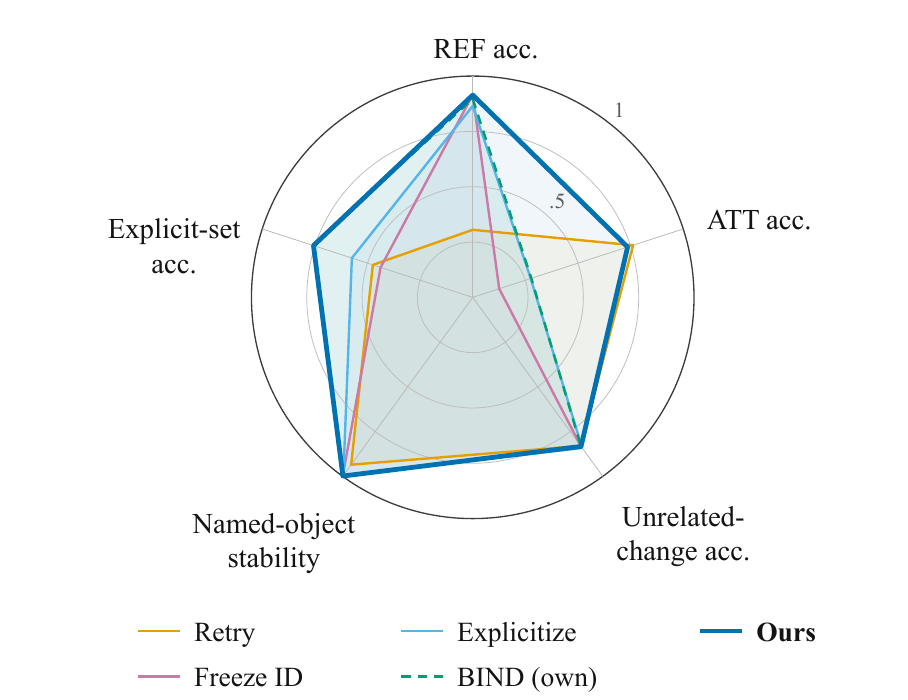 REF acc.
1
.5
ATT acc.
Explicit-set
acc.
Named-object
stability
Unrelated-
change acc.
Retry
Explicitize
Ours
Freeze ID
BIND (own)